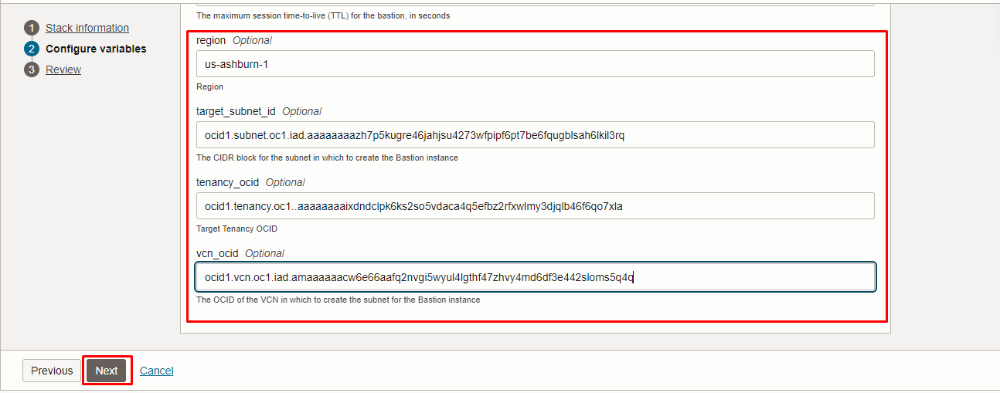 The maximum session time-to-live (TTL) for the bastion, in seconds
1 Stack information
2 Configure variables
3 Review
region Optional
us-ashburn-1
Region
target_subnet_id Optional
ocid1.subnet.oc1.iad.aaaaaaaazh7p5kugre46jahjsu4273wfpipf6pt7be6fqugblsah6lkil3rq
The CIDR block for the subnet in which to create the Bastion instance
tenancy_ocid Optional
ocid1.tenancy.oc1..aaaaaaaaixdndclpk6ks2so5vdaca4q5efbz2rfxwlmy3djqlb46f6qo7xla
Target Tenancy OCID
vcn_ocid Optional
ocid1.vcn.oc1.iad.amaaaaaacw6e66aafq2nvgi5wyul4lgthf47zhvy4md6df3e442sloms5q4q
The OCID of the VCN in which to create the subnet for the Bastion instance
Previous Next Cancel